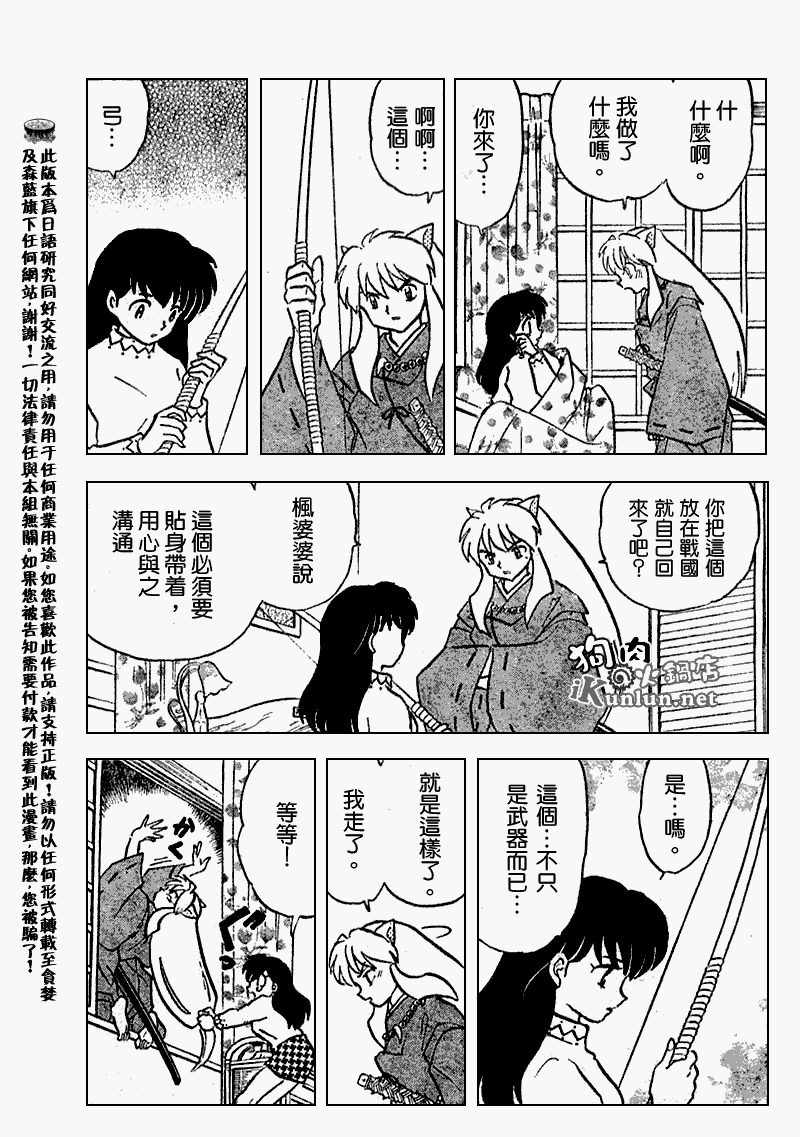 什
什麼啊。
我做了
什麼嗎。
你來了…
啊啊…
這個…
弓…
你把這個
放在戰國
就自己回
來了吧?
楓婆婆說
這個必須要
貼身帶着，
用心與之
溝通
狗肉火鍋店
iKunlun.net
是…嗎。
這個…不只
是武器而已…
就是這樣了。
我走了。
等等！
かくっ
ぐっ
此版本爲日語研究同好交流之用，請勿用于任何商業用途。如您喜歡此作品，請支持正版！請勿以任何形式轉載至貪婪
及森藍旗下任何網站，謝謝！一切法律責任與本組無關。如果您被告知需要付款才能看到此漫畫，那麼，您被騙了！